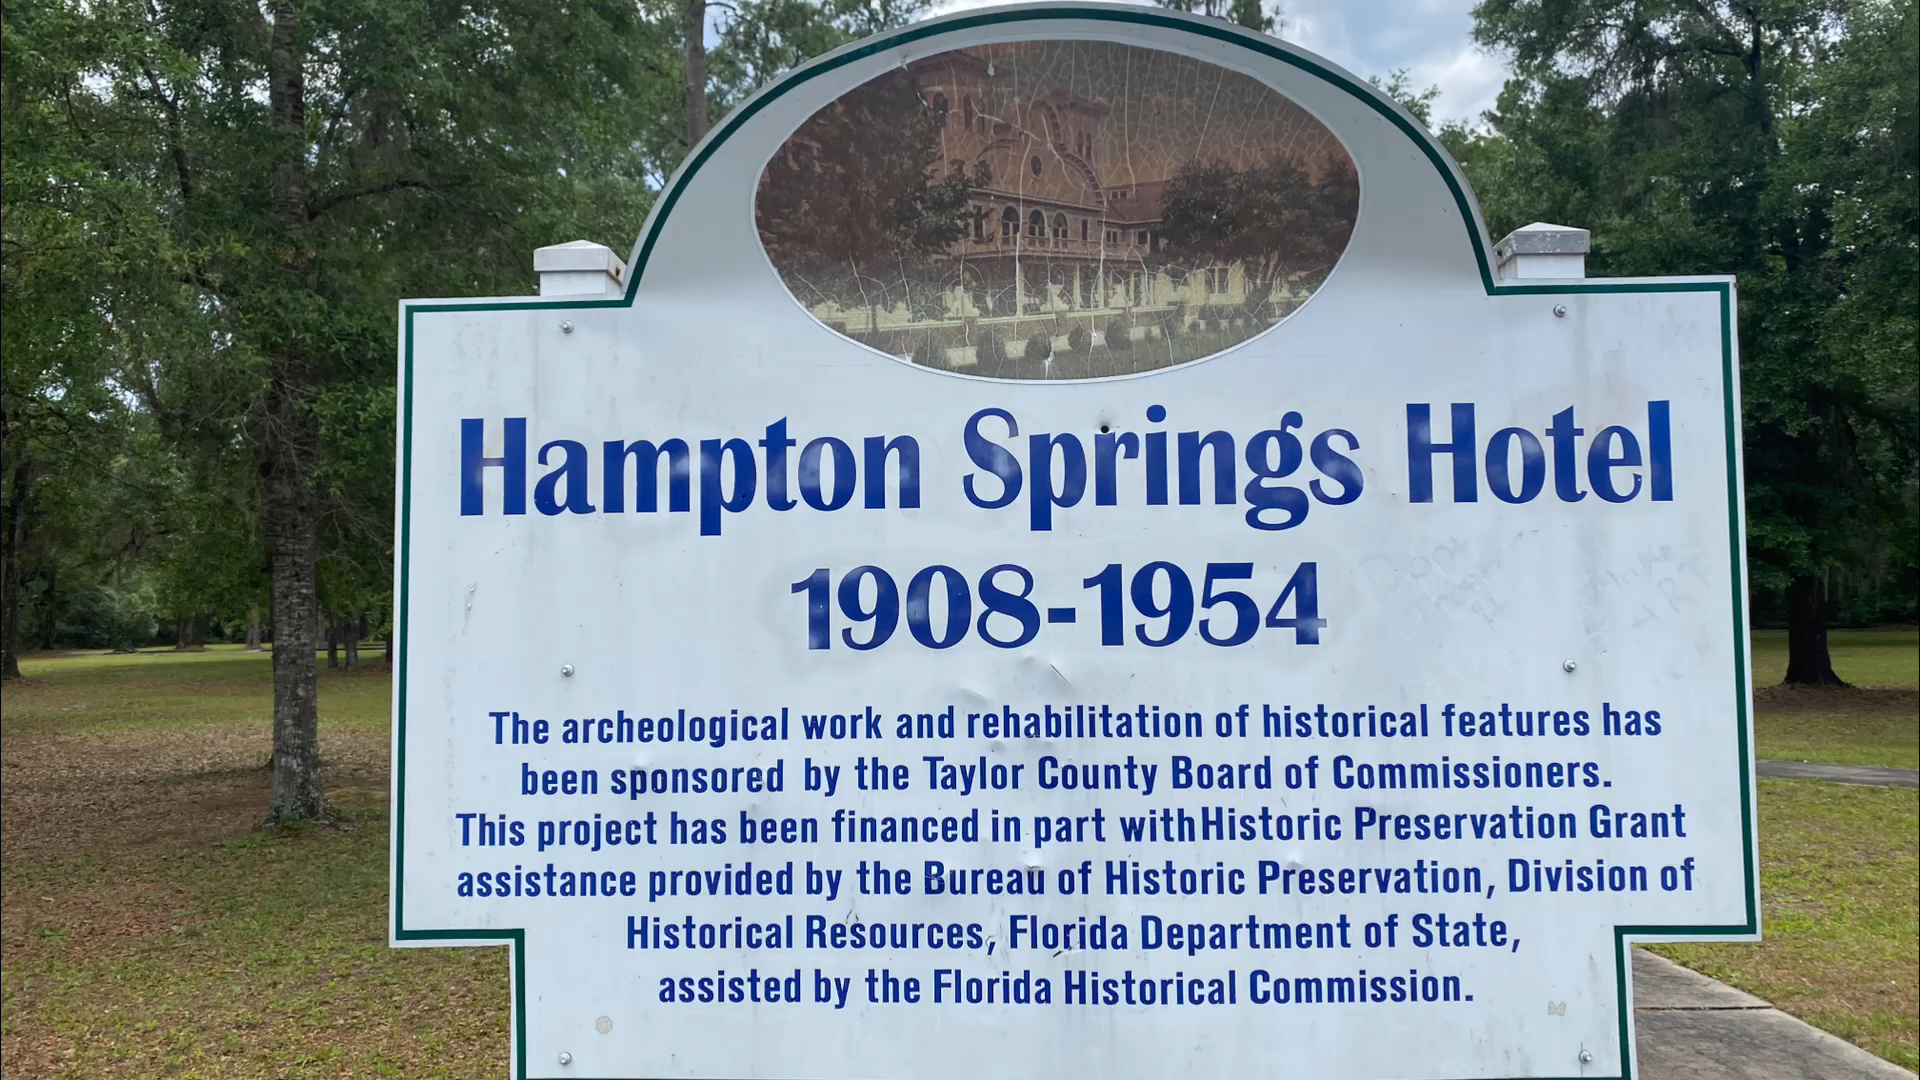 Hampton Springs Hotel
1908-1954
The archeological work and rehabilitation of historical features has
been sponsored by the Taylor County Board of Commissioners.
This project has been financed in part with Historic Preservation Grant
assistance provided by the Bureau of Historic Preservation, Division of
Historical Resources, Florida Department of State,
assisted by the Florida Historical Commission.